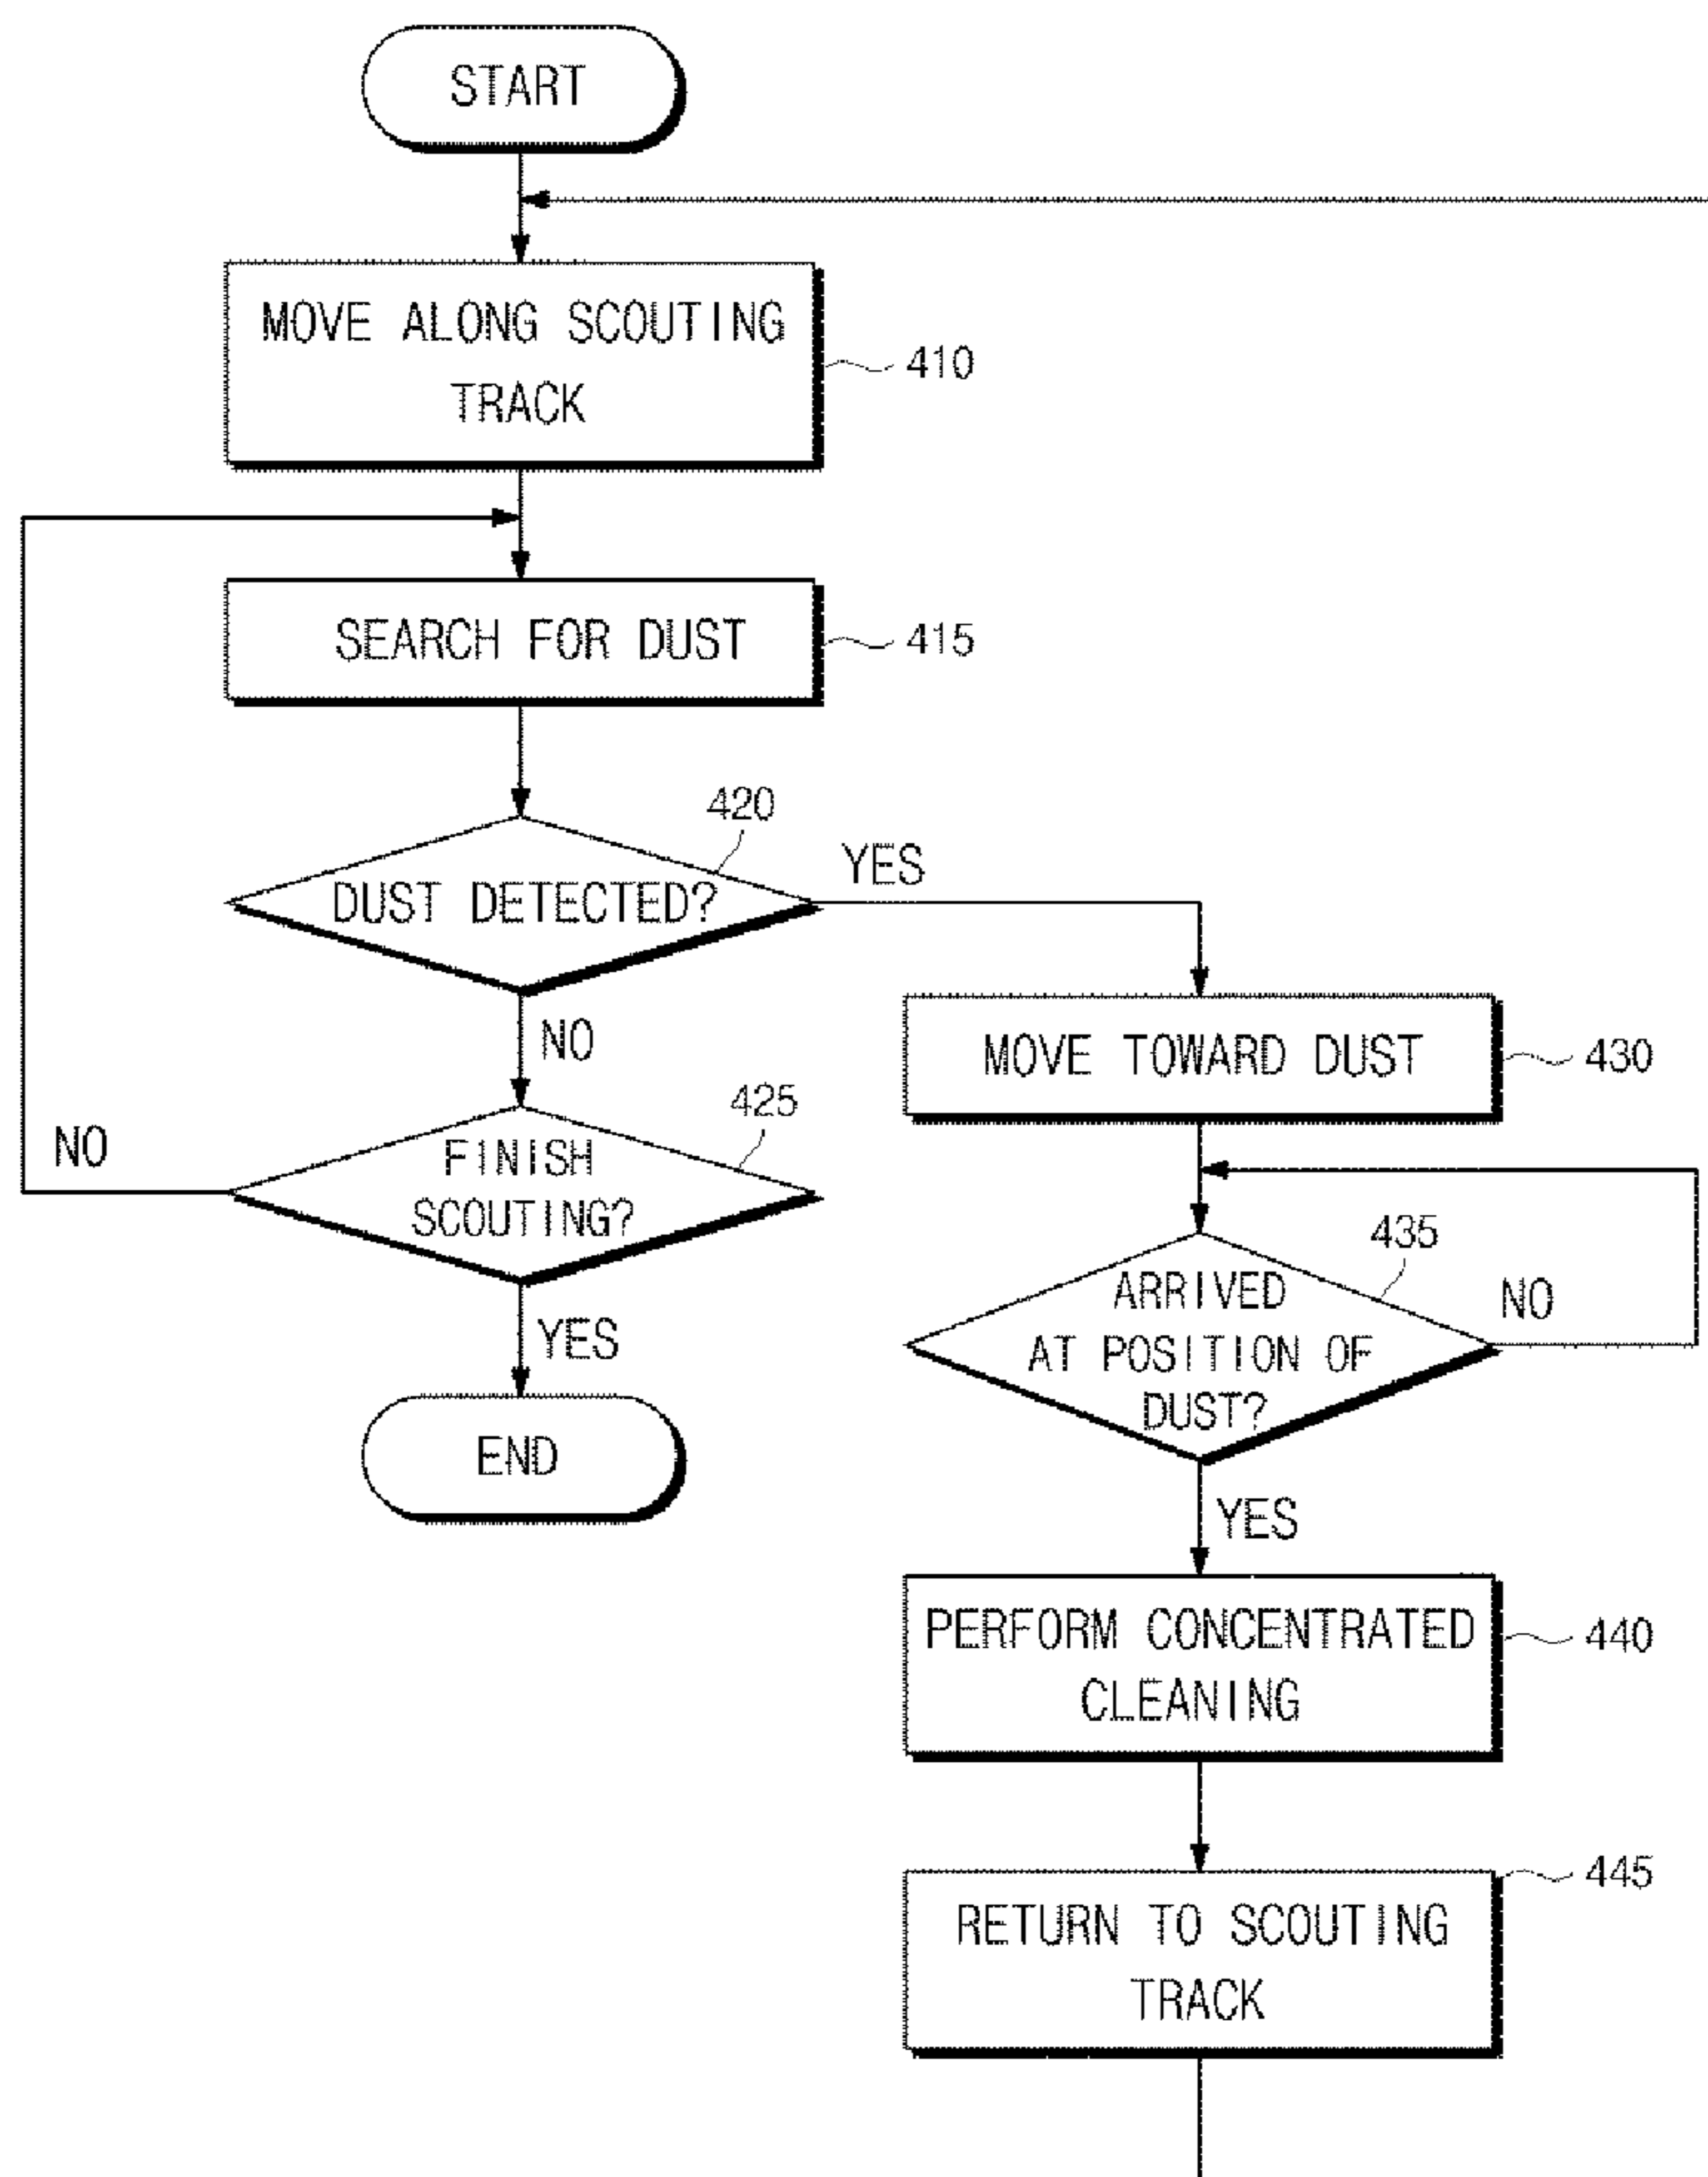 START
MOVE ALONG SCOUTING
TRACK
410
SEARCH FOR DUST
415
420
DUST DETECTED?
YES
NO
425
FINISH
SCOUTING?
NO
YES
END
MOVE TOWARD DUST
430
435
ARRIVED
AT POSITION OF
DUST?
NO
YES
PERFORM CONCENTRATED
CLEANING
440
445
RETURN TO SCOUTING
TRACK